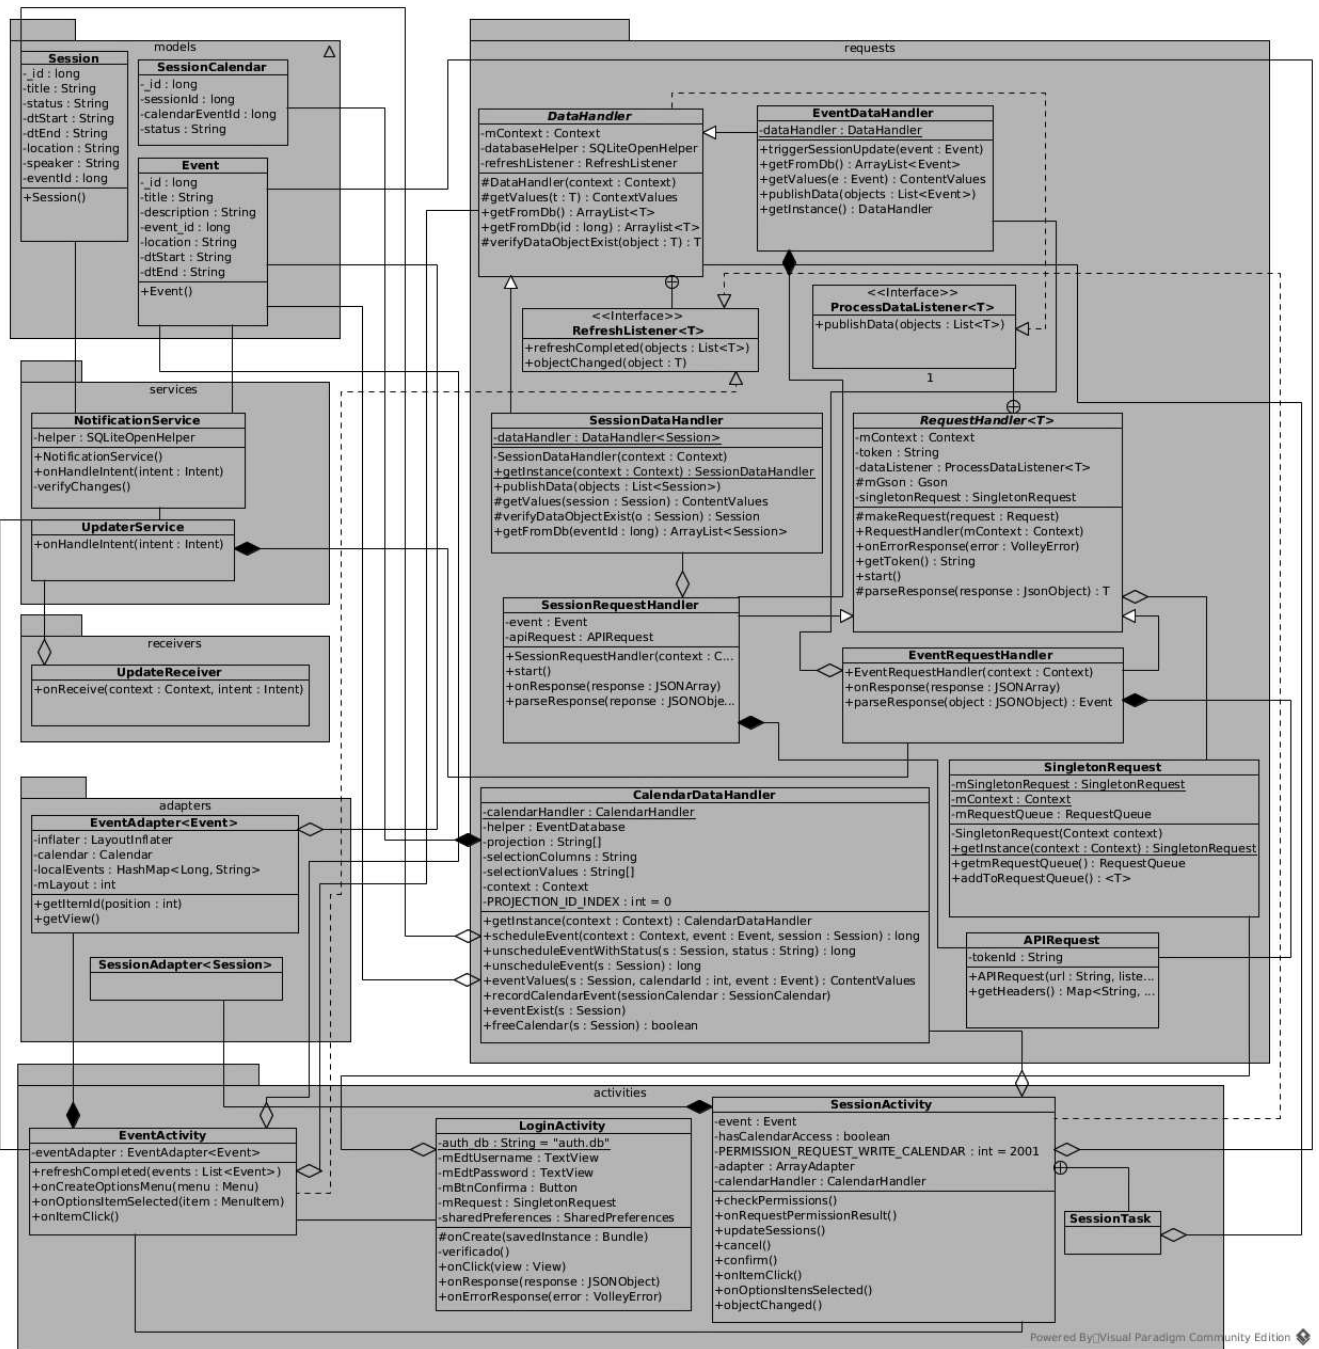 models
Session
-_id : long
-title : String
-status : String
-dtStart : String
-dtEnd : String
-location : String
-speaker : String
-eventId : long
+Session()
SessionCalendar
-_id : long
-sessionId : long
-calendarEventId : long
-status : String
Event
-_id : long
-title : String
-description : String
-event_id : long
-location : String
-dtStart : String
-dtEnd : String
+Event()
requests
DataHandler
-mContext : Context
-databaseHelper : SQLiteOpenHelper
-refreshListener : RefreshListener
#DataHandler(context : Context)
#getValues(t : T) : ContextValues
+getFromDb() : ArrayList<T>
+getFromDb(id : long) : Arraylist<T>
#verifyDataObjectExist(object : T) : T
EventDataHandler
-dataHandler : DataHandler
+triggerSessionUpdate(event : Event)
+getFromDb() : ArrayList<Event>
+getValues(e : Event) : ContentValues
+publishData(objects : List<Event>)
+getInstance() : DataHandler
<<Interface>>
RefreshListener<T>
+refreshCompleted(objects : List<T>)
+objectChanged(object : T)
<<Interface>>
ProcessDataListener<T>
+publishData(objects : List<T>)
1
services
NotificationService
-helper : SQLiteOpenHelper
+NotificationService()
+onHandleIntent(intent : Intent)
-verifyChanges()
UpdaterService
+onHandleIntent(intent : Intent)
SessionDataHandler
-dataHandler : DataHandler<Session>
-SessionDataHandler(context : Context)
+getInstance(context : Context) : SessionDataHandler
+publishData(objects : List<Session>)
#getValues(session : Session) : ContentValues
#verifyDataObjectExist(o : Session) : Session
+getFromDb(eventId : long) : ArrayList<Session>
RequestHandler<T>
-mContext : Context
-token : String
-dataListener : ProcessDataListener<T>
#mGson : Gson
-singletonRequest : SingletonRequest
#makeRequest(request : Request)
+RequestHandler(mContext : Context)
+onErrorResponse(error : VolleyError)
+getToken() : String
+start()
#parseResponse(response : JsonObject) : T
receivers
UpdateReceiver
+onReceive(context : Context, intent : Intent)
SessionRequestHandler
-event : Event
-apiRequest : APIRequest
+SessionRequestHandler(context : C...
+start()
+onResponse(response : JSONArray)
+parseResponse(reponse : JSONObje...
EventRequestHandler
+EventRequestHandler(context : Context)
+onResponse(response : JSONArray)
+parseResponse(object : JSONObject) : Event
SingletonRequest
-mSingletonRequest : SingletonRequest
-mContext : Context
-mRequestQueue : RequestQueue
-SingletonRequest(Context context)
+getInstance(context : Context) : SingletonRequest
+getmRequestQueue() : RequestQueue
+addToRequestQueue() : <T>
adapters
EventAdapter<Event>
-inflater : LayoutInflater
-calendar : Calendar
-localEvents : HashMap<Long, String>
-mLayout : int
+getItemId(position : int)
+getView()
SessionAdapter<Session>
CalendarDataHandler
-calendarHandler : CalendarHandler
-helper : EventDatabase
-projection : String[]
-selectionColumns : String
-selectionValues : String[]
-context : Context
-PROJECTION_ID_INDEX : int = 0
+getInstance(context : Context) : CalendarDataHandler
+scheduleEvent(context : Context, event : Event, session : Session) : long
+unscheduleEventWithStatus(s : Session, status : String) : long
+unscheduleEvent(s : Session) : long
+eventValues(s : Session, calendarId : int, event : Event) : ContentValues
+recordCalendarEvent(sessionCalendar : SessionCalendar)
+eventExist(s : Session)
+freeCalendar(s : Session) : boolean
APIRequest
-tokenId : String
+APIRequest(url : String, liste...
+getHeaders() : Map<String, ...
activities
EventActivity
-eventAdapter : EventAdapter<Event>
+refreshCompleted(events : List<Event>)
+onCreateOptionsMenu(menu : Menu)
+onOptionsItemSelected(item : MenuItem)
+onItemClick()
LoginActivity
-auth_db : String = "auth.db"
-mEdtUsername : TextView
-mEdtPassword : TextView
-mBtnConfirma : Button
-mRequest : SingletonRequest
-sharedPreferences : SharedPreferences
#onCreate(savedInstance : Bundle)
-verificado()
+onClick(view : View)
+onResponse(response : JSONObject)
+onErrorResponse(error : VolleyError)
SessionActivity
-event : Event
-hasCalendarAccess : boolean
-PERMISSION_REQUEST_WRITE_CALENDAR : int = 2001
-adapter : ArrayAdapter
-calendarHandler : CalendarHandler
+checkPermissions()
+onRequestPermissionResult()
+updateSessions()
+cancel()
+confirm()
+onItemClick()
+onOptionsItensSelected()
+objectChanged()
SessionTask
Powered By Visual Paradigm Community Edition